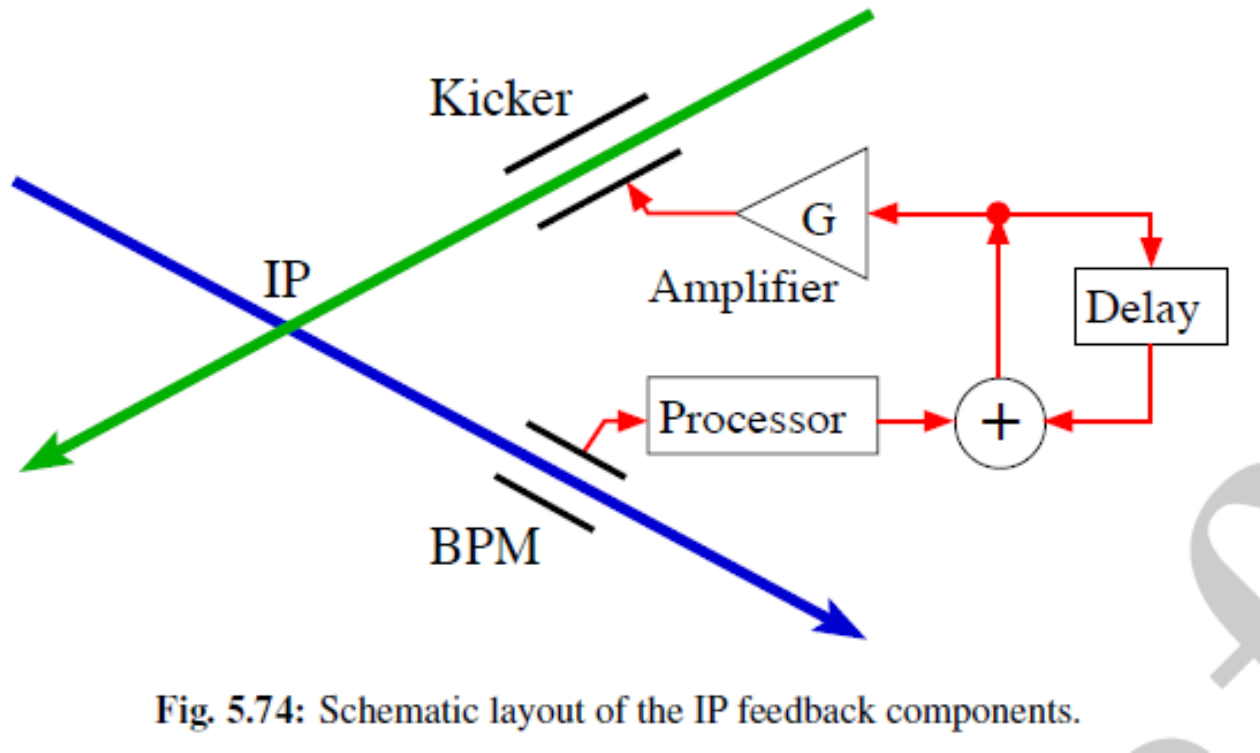 Kicker
G
IP
Amplifier
Delay
Processor
+
BPM
Fig. 5.74: Schematic layout of the IP feedback components.